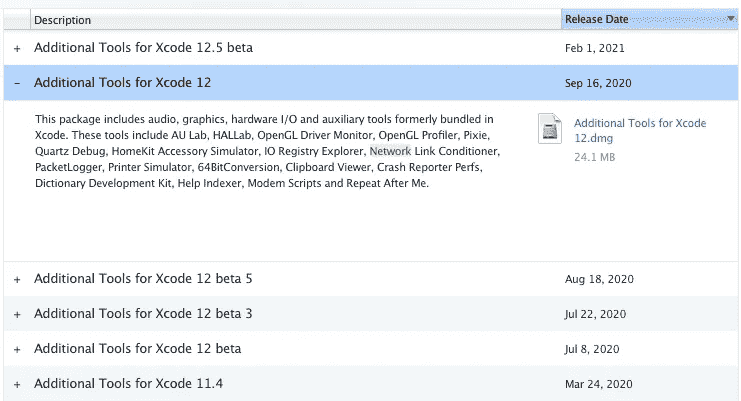 Description Release Date
+ Additional Tools for Xcode 12.5 beta Feb 1, 2021
− Additional Tools for Xcode 12 Sep 16, 2020
This package includes audio, graphics, hardware I/O and auxiliary tools formerly bundled in
Xcode. These tools include AU Lab, HALLab, OpenGL Driver Monitor, OpenGL Profiler, Pixie,
Quartz Debug, HomeKit Accessory Simulator, IO Registry Explorer, Network Link Conditioner,
PacketLogger, Printer Simulator, 64BitConversion, Clipboard Viewer, Crash Reporter Perfs,
Dictionary Development Kit, Help Indexer, Modem Scripts and Repeat After Me.
Additional Tools for Xcode
12.dmg
24.1 MB
+ Additional Tools for Xcode 12 beta 5 Aug 18, 2020
+ Additional Tools for Xcode 12 beta 3 Jul 22, 2020
+ Additional Tools for Xcode 12 beta Jul 8, 2020
+ Additional Tools for Xcode 11.4 Mar 24, 2020